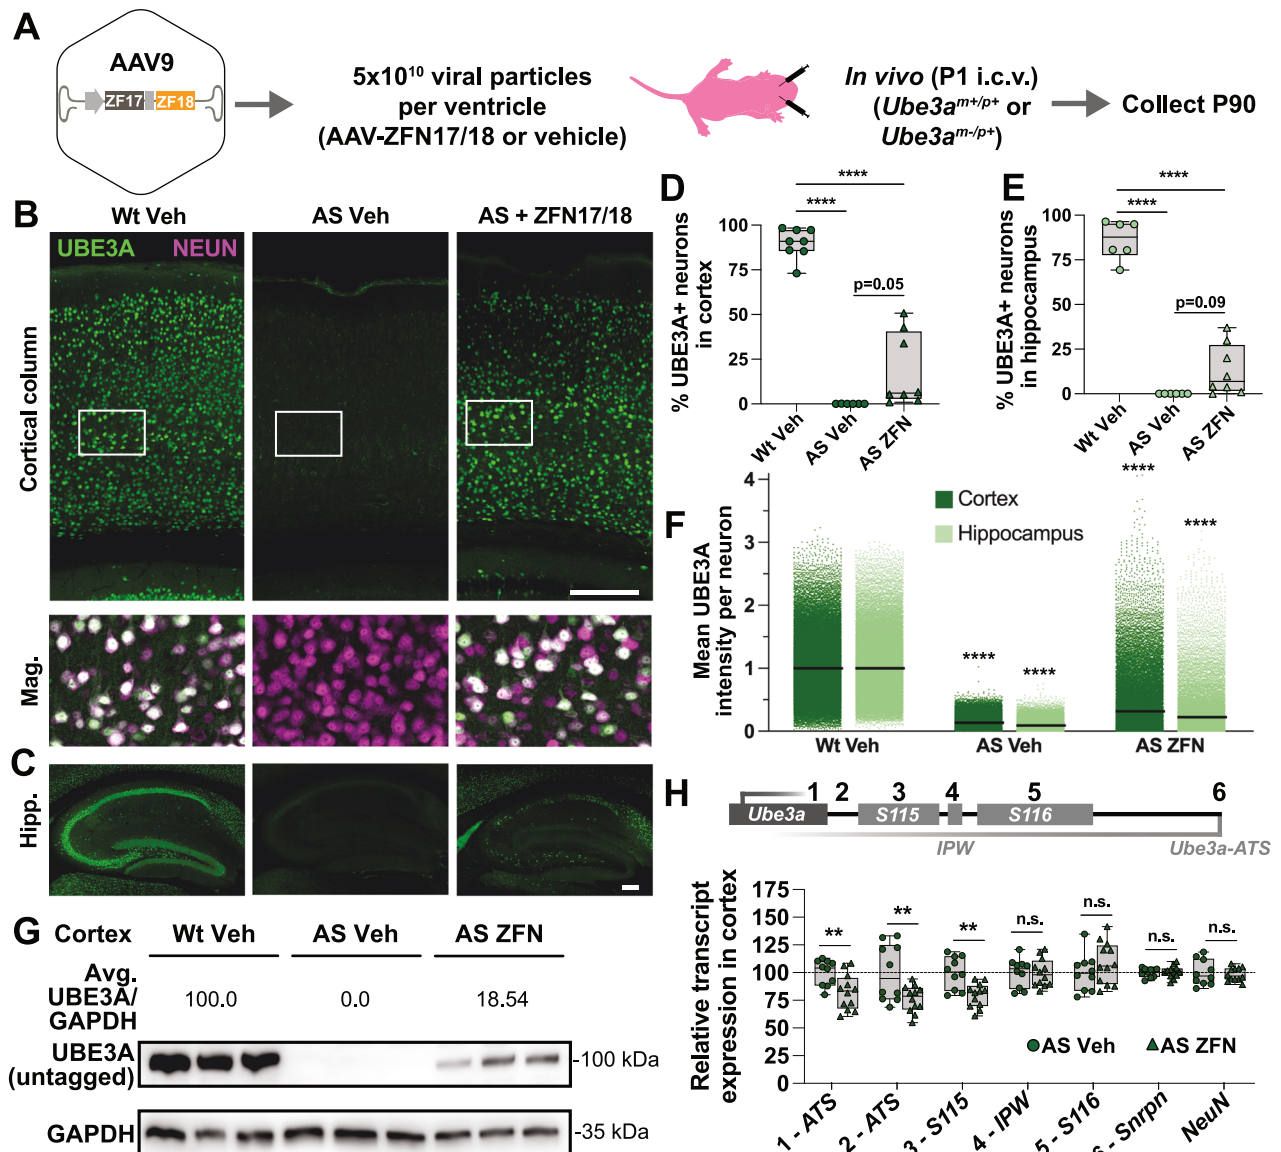 A
AAV9
ZF17 ZF18
5x10¹⁰ viral particles
per ventricle
(AAV-ZFN17/18 or vehicle)
In vivo (P1 i.c.v.)
(Ube3aᵐ⁺/ᵖ⁺ or
Ube3aᵐ⁻/ᵖ⁺)
Collect P90
B
Wt Veh
AS Veh
AS + ZFN17/18
UBE3A NEUN
Cortical column
Mag.
C
Hipp.
D
% UBE3A+ neurons
in cortex
100
75
50
25
0
****
****
p=0.05
Wt Veh
AS Veh
AS ZFN
E
% UBE3A+ neurons
in hippocampus
100
75
50
25
0
****
****
p=0.09
Wt Veh
AS Veh
AS ZFN
F
Mean UBE3A
intensity per neuron
4
3
2
1
0
Cortex
Hippocampus
****
****
****
****
Wt Veh
AS Veh
AS ZFN
G
Cortex Wt Veh AS Veh AS ZFN
Avg.
UBE3A/
GAPDH
100.0 0.0 18.54
UBE3A
(untagged)
-100 kDa
GAPDH
-35 kDa
H
1 2 3 4 5 6
Ube3a S115 S116
IPW Ube3a-ATS
Relative transcript
expression in cortex
175
150
125
100
75
50
25
0
** ** ** n.s. n.s. n.s. n.s.
AS Veh AS ZFN
1 - ATS
2 - ATS
3 - S115
4 - IPW
5 - S116
6 - Snrpn
NeuN